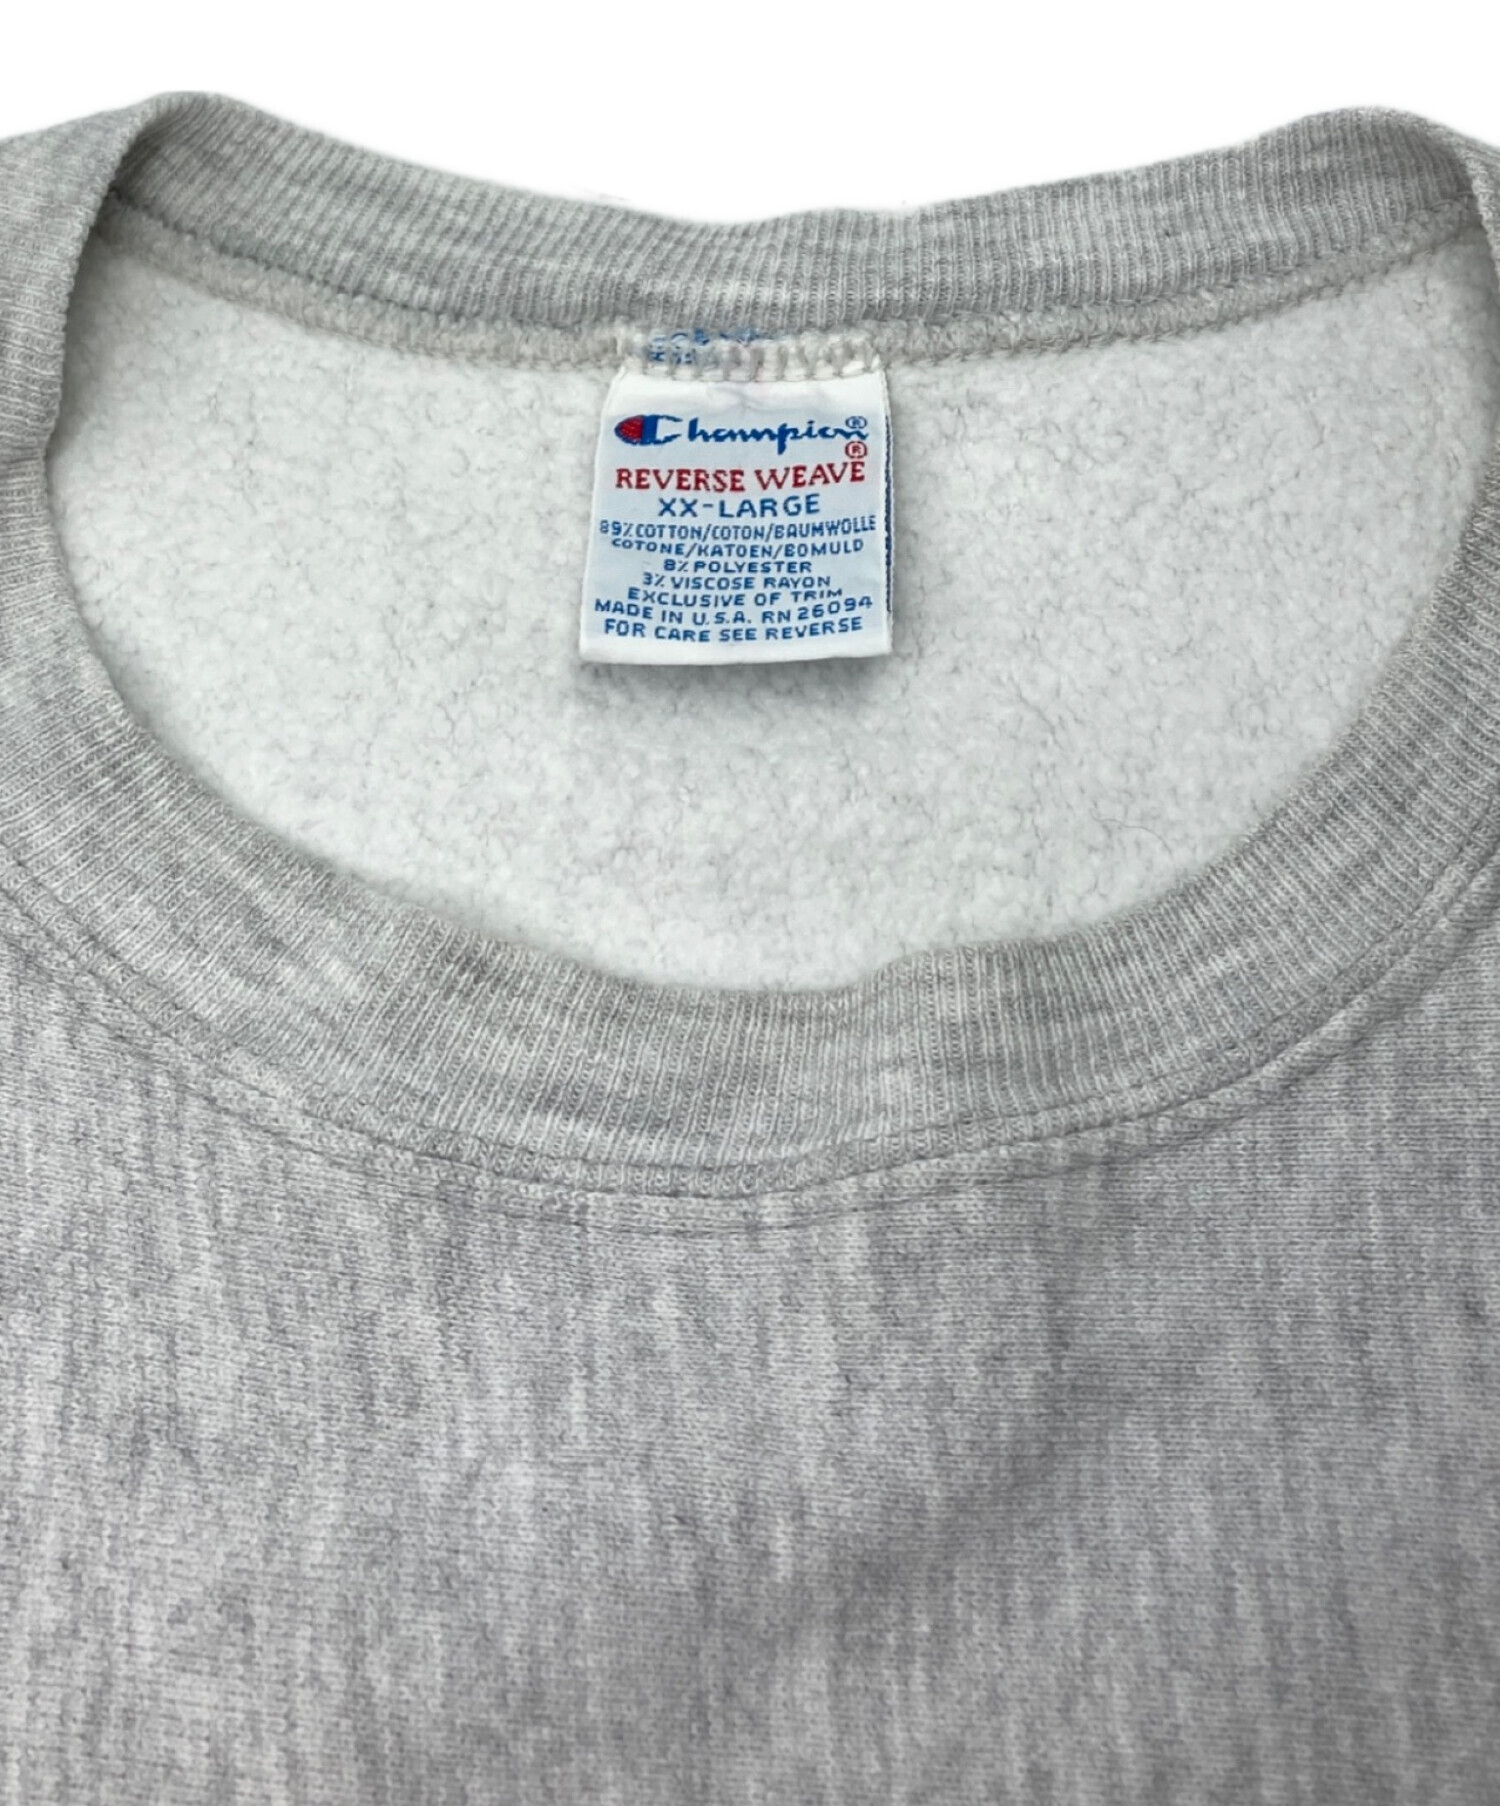 Champion®
REVERSE WEAVE®
XX-LARGE
89% COTTON/COTON/BAUMWOLLE
COTONE/KATOEN/BOMULD
8% POLYESTER
3% VISCOSE RAYON
EXCLUSIVE OF TRIM
MADE IN U.S.A. RN 26094
FOR CARE SEE REVERSE